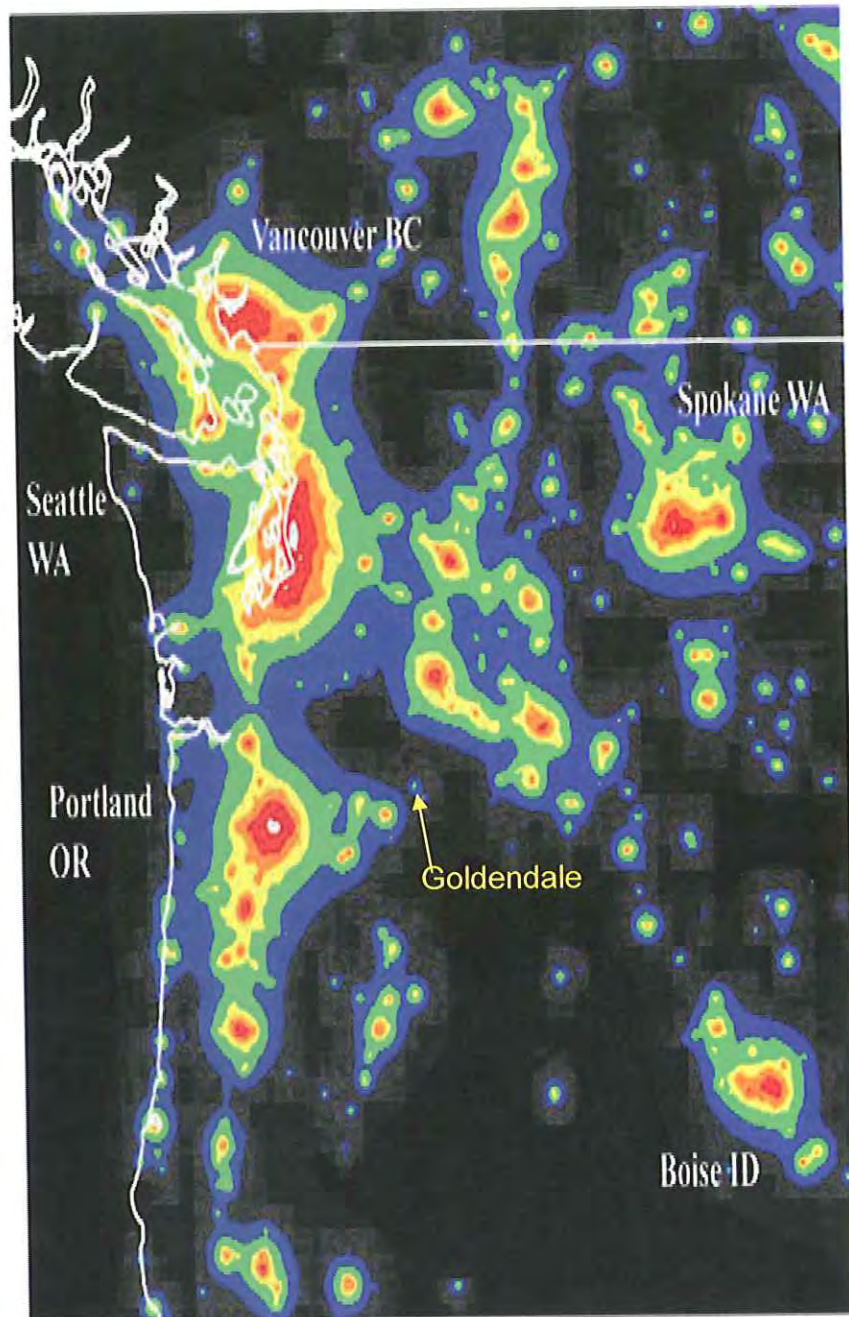 Vancouver BC
Spokane WA
Seattle
WA
Portland
OR
Goldendale
Boise ID